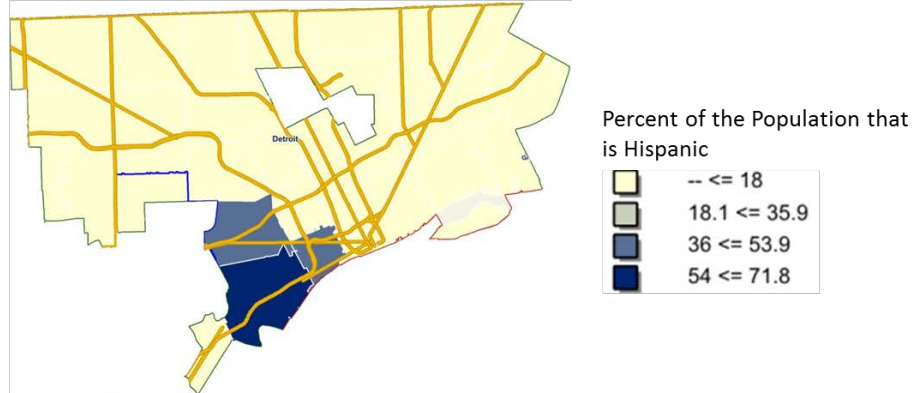 Detroit
Gr
Percent of the Population that
is Hispanic
-- <= 18
18.1 <= 35.9
36 <= 53.9
54 <= 71.8